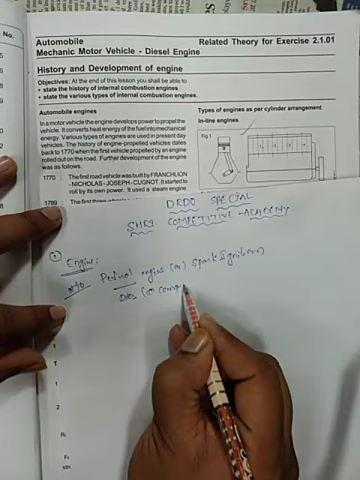 No.
Automobile
Related Theory for Exercise 2.1.01
Mechanic Motor Vehicle - Diesel Engine
History and Development of engine
Objectives: At the end of this lesson you shall be able to
• state the history of internal combustion engines
• state the various types of internal combustion engines.
Automobile engines
In a motor vehicle the engine develops power to propel the
vehicle. It converts heat energy of the fuel into mechanical
energy. Various types of engines are used in present day
vehicles. The history of engine-propelled vehicles dates
back to 1770 when the first vehicle propelled by an engine
rolled out on the road. Further development of the engine
was as follows.
1770 : The first road vehicle was built by FRANCHLION
- NICHOLAS - JOSEPH - CUGNOT. It started to
roll by its own power. It used a steam engine
1789 : The first three
Types of engines as per cylinder arrangement
In-line engines
Fig 1
DRDO SPECIAL
SHRI COMPETITIVE ACADEMY
① Engine:
Petrol engine (or) Spark ignition
(or) comp